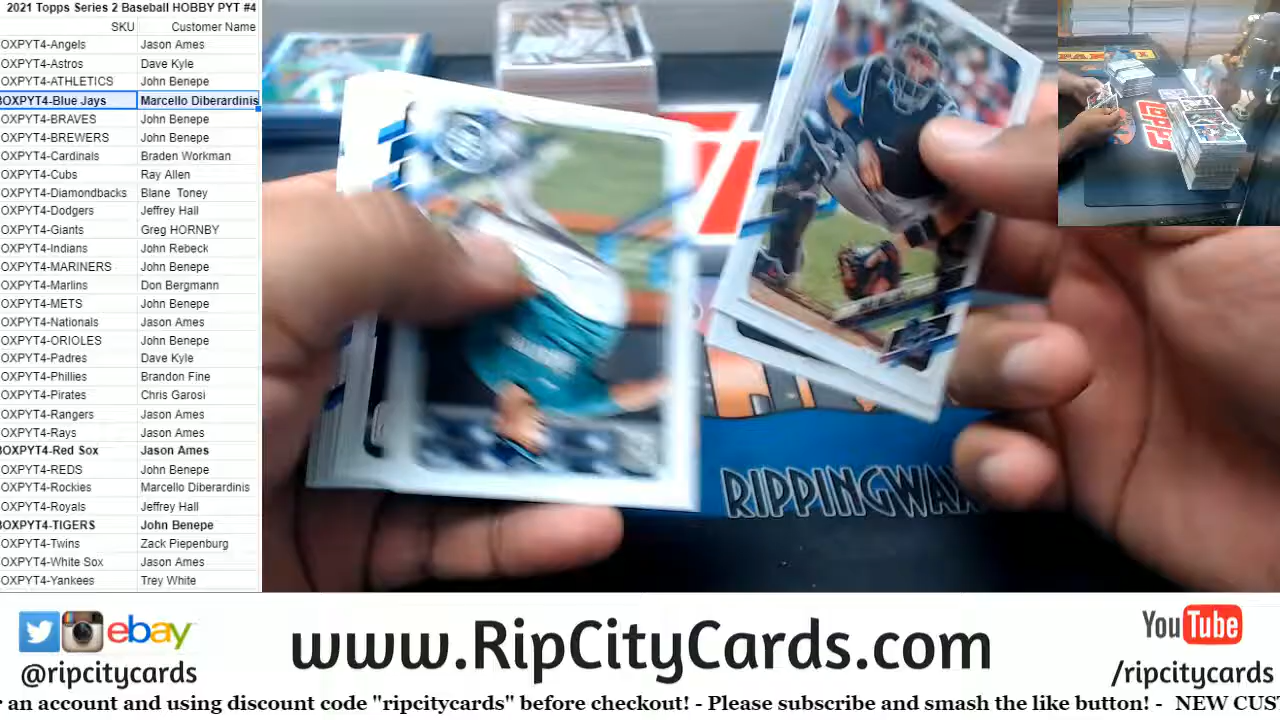 2021 Topps Series 2 Baseball HOBBY PYT #4
SKU Customer Name
OXPYT4-Angels Jason Ames
OXPYT4-Astros Dave Kyle
OXPYT4-ATHLETICS John Benepe
BOXPYT4-Blue Jays Marcello Diberardinis
OXPYT4-BRAVES John Benepe
OXPYT4-BREWERS John Benepe
OXPYT4-Cardinals Braden Workman
OXPYT4-Cubs Ray Allen
OXPYT4-Diamondbacks Blane Toney
OXPYT4-Dodgers Jeffrey Hall
OXPYT4-Giants Greg HORNBY
OXPYT4-Indians John Rebeck
OXPYT4-MARINERS John Benepe
OXPYT4-Marlins Don Bergmann
OXPYT4-METS John Benepe
OXPYT4-Nationals Jason Ames
OXPYT4-ORIOLES John Benepe
OXPYT4-Padres Dave Kyle
OXPYT4-Phillies Brandon Fine
OXPYT4-Pirates Chris Garosi
OXPYT4-Rangers Jason Ames
OXPYT4-Rays Jason Ames
BOXPYT4-Red Sox Jason Ames
OXPYT4-REDS John Benepe
OXPYT4-Rockies Marcello Diberardinis
OXPYT4-Royals Jeffrey Hall
BOXPYT4-TIGERS John Benepe
OXPYT4-Twins Zack Piepenburg
OXPYT4-White Sox Jason Ames
OXPYT4-Yankees Trey White
PANINI
TOPPS
RIPPINGWAX
ebay
@ripcitycards
www.RipCityCards.com
YouTube
/ripcitycards
r an account and using discount code "ripcitycards" before checkout! - Please subscribe and smash the like button! - NEW CUS